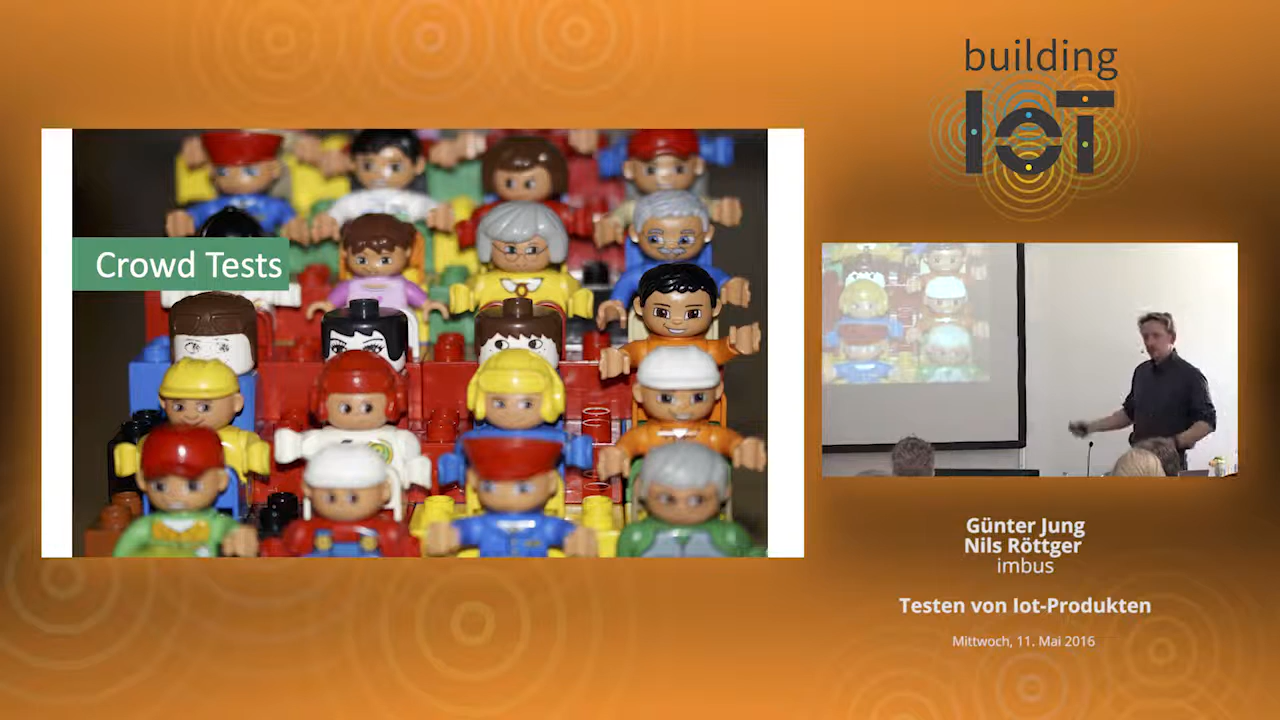 building
IoT
Crowd Tests
Günter Jung
Nils Röttger
imbus
Testen von Iot-Produkten
Mittwoch, 11. Mai 2016